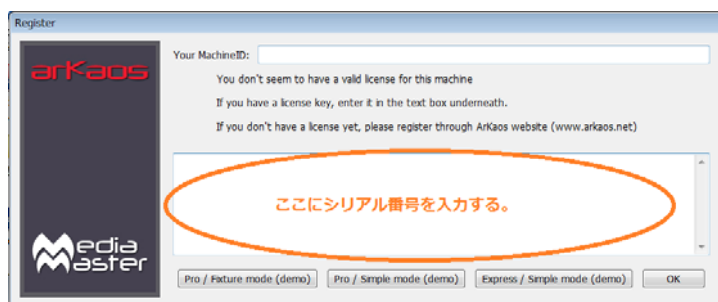 Register
Your MachineID:
arkaos
You don't seem to have a valid license for this machine
If you have a license key, enter it in the text box underneath.
If you don't have a license yet, please register through ArKaos website (www.arkaos.net)
ここにシリアル番号を入力する。
Media
Master
Pro / Fixture mode (demo)
Pro / Simple mode (demo)
Express / Simple mode (demo)
OK